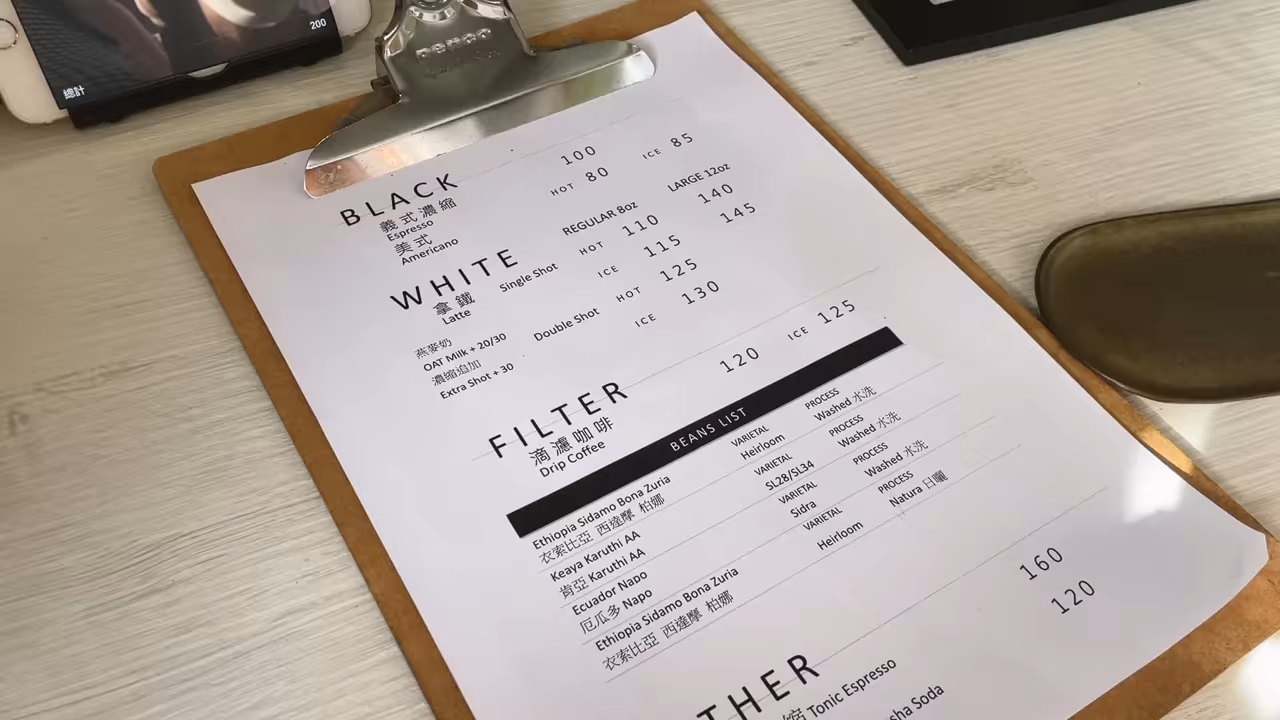 200
總計
penco
BLACK
義式濃縮 100
Espresso
美式 HOT 80 ICE 85
Americano
WHITE REGULAR 8oz LARGE 12oz
拿鐵 Single Shot HOT 110 140
Latte ICE 115 145
燕麥奶 Double Shot HOT 125
OAT Milk + 20/30 ICE 130
濃縮追加
Extra Shot + 30
FILTER
滴濾咖啡 120 ICE 125
Drip Coffee
BEANS LIST
Ethiopia Sidamo Bona Zuria VARIETAL PROCESS
衣索比亞 西達摩 柏娜 Heirloom Washed 水洗
Keaya Karuthi AA VARIETAL PROCESS
肯亞 Karuthi AA SL28/SL34 Washed 水洗
Ecuador Napo VARIETAL PROCESS
厄瓜多 Napo Sidra Washed 水洗
Ethiopia Sidamo Bona Zuria VARIETAL PROCESS
衣索比亞 西達摩 柏娜 Heirloom Natura 日曬
THER
縮 Tonic Espresso 160
sha Soda 120